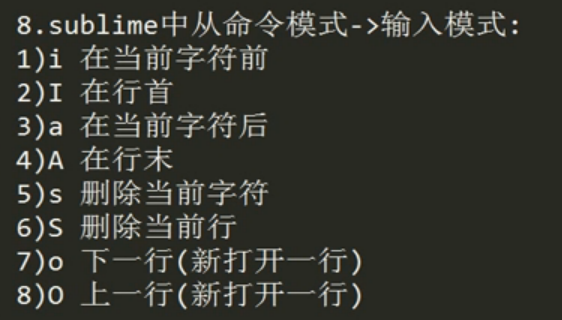 8.sublime中从命令模式->输入模式:
1)i 在当前字符前
2)I 在行首
3)a 在当前字符后
4)A 在行末
5)s 删除当前字符
6)S 删除当前行
7)o 下一行(新打开一行)
8)O 上一行(新打开一行)